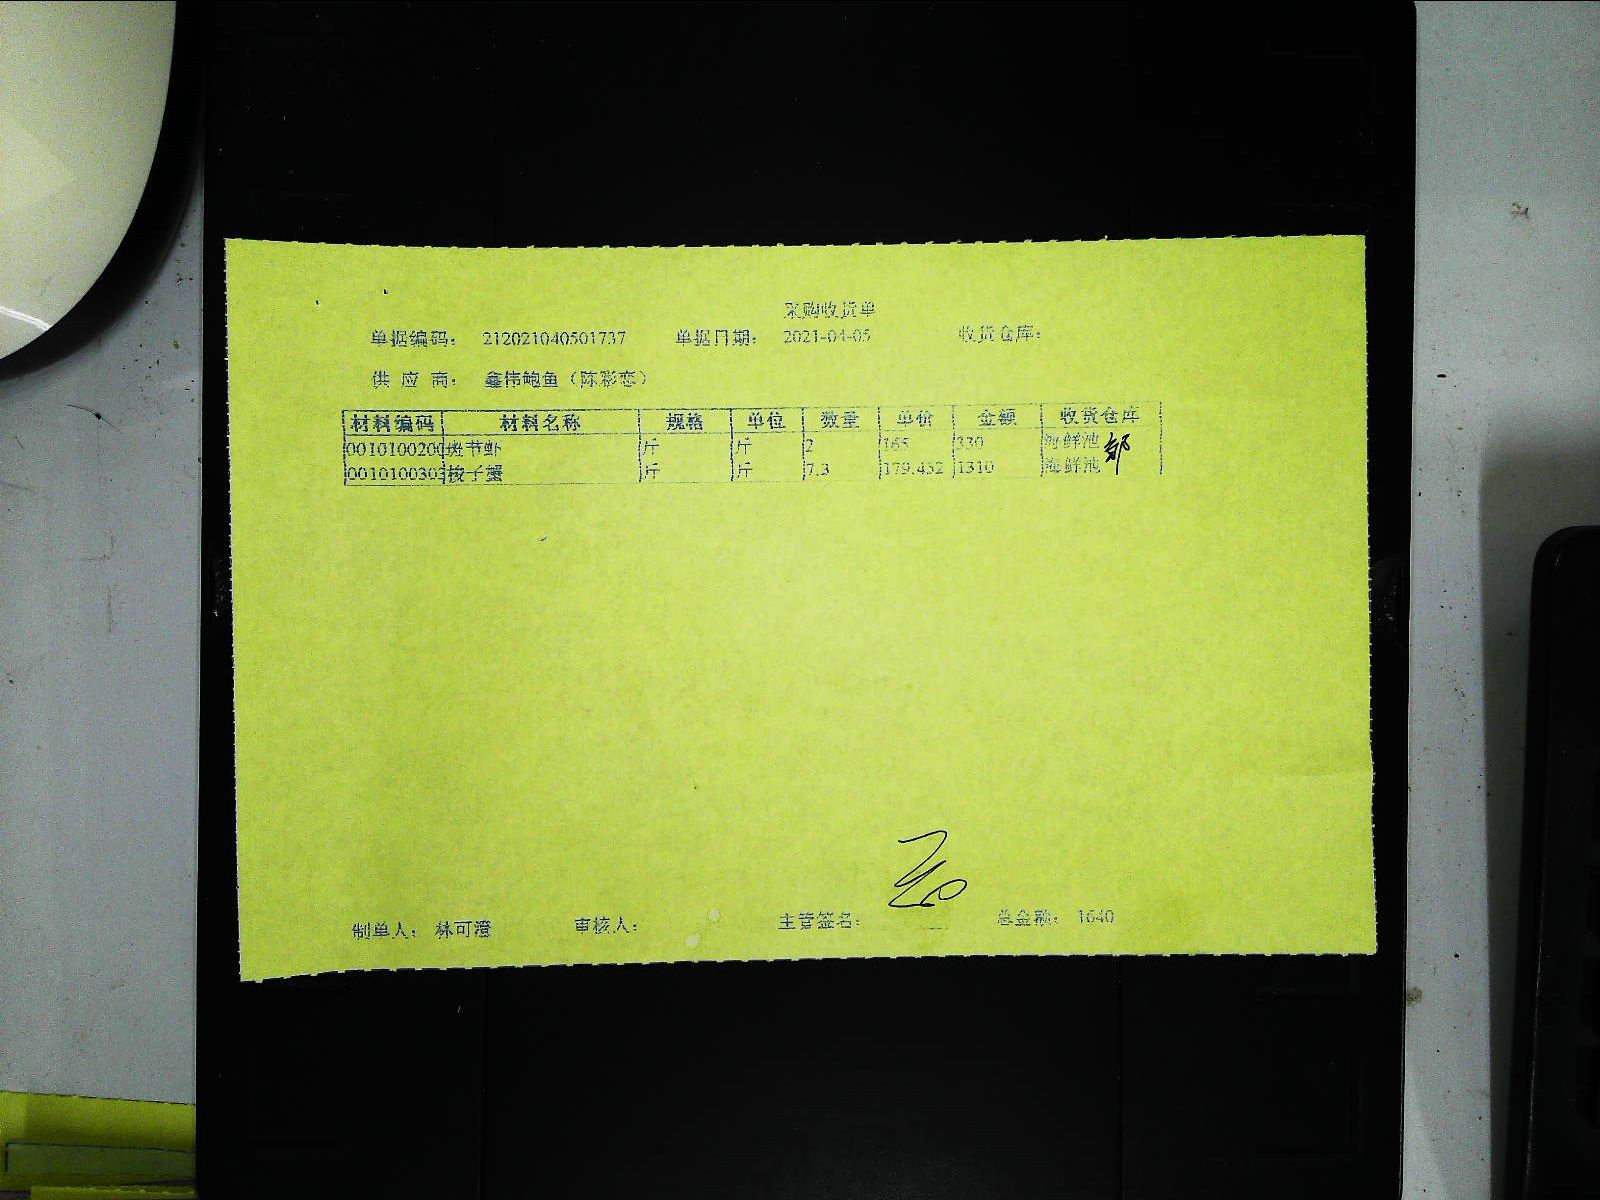 采购收货单
单据编码： 212021040501737 单据日期： 2021-04-05 收货仓库：
供 应 商： 鑫伟鲍鱼（陈彩恋）
材料编码 材料名称 规格 单位 数量 单价 金额 收货仓库
0010100200 斑节虾 斤 斤 2 165 330 海鲜池
0010100303 梭子蟹 斤 斤 7.3 179.452 1310 海鲜池
制单人： 林可澄 审核人： 主管签名： 总金额： 1640